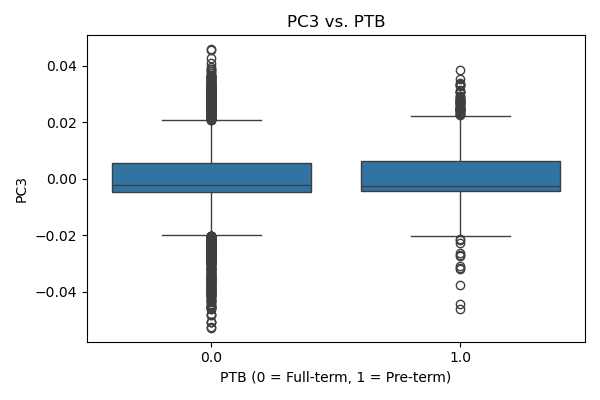 PC3 vs. PTB
0.04
0.02
0.00
−0.02
−0.04
PC3
0.0
1.0
PTB (0 = Full-term, 1 = Pre-term)